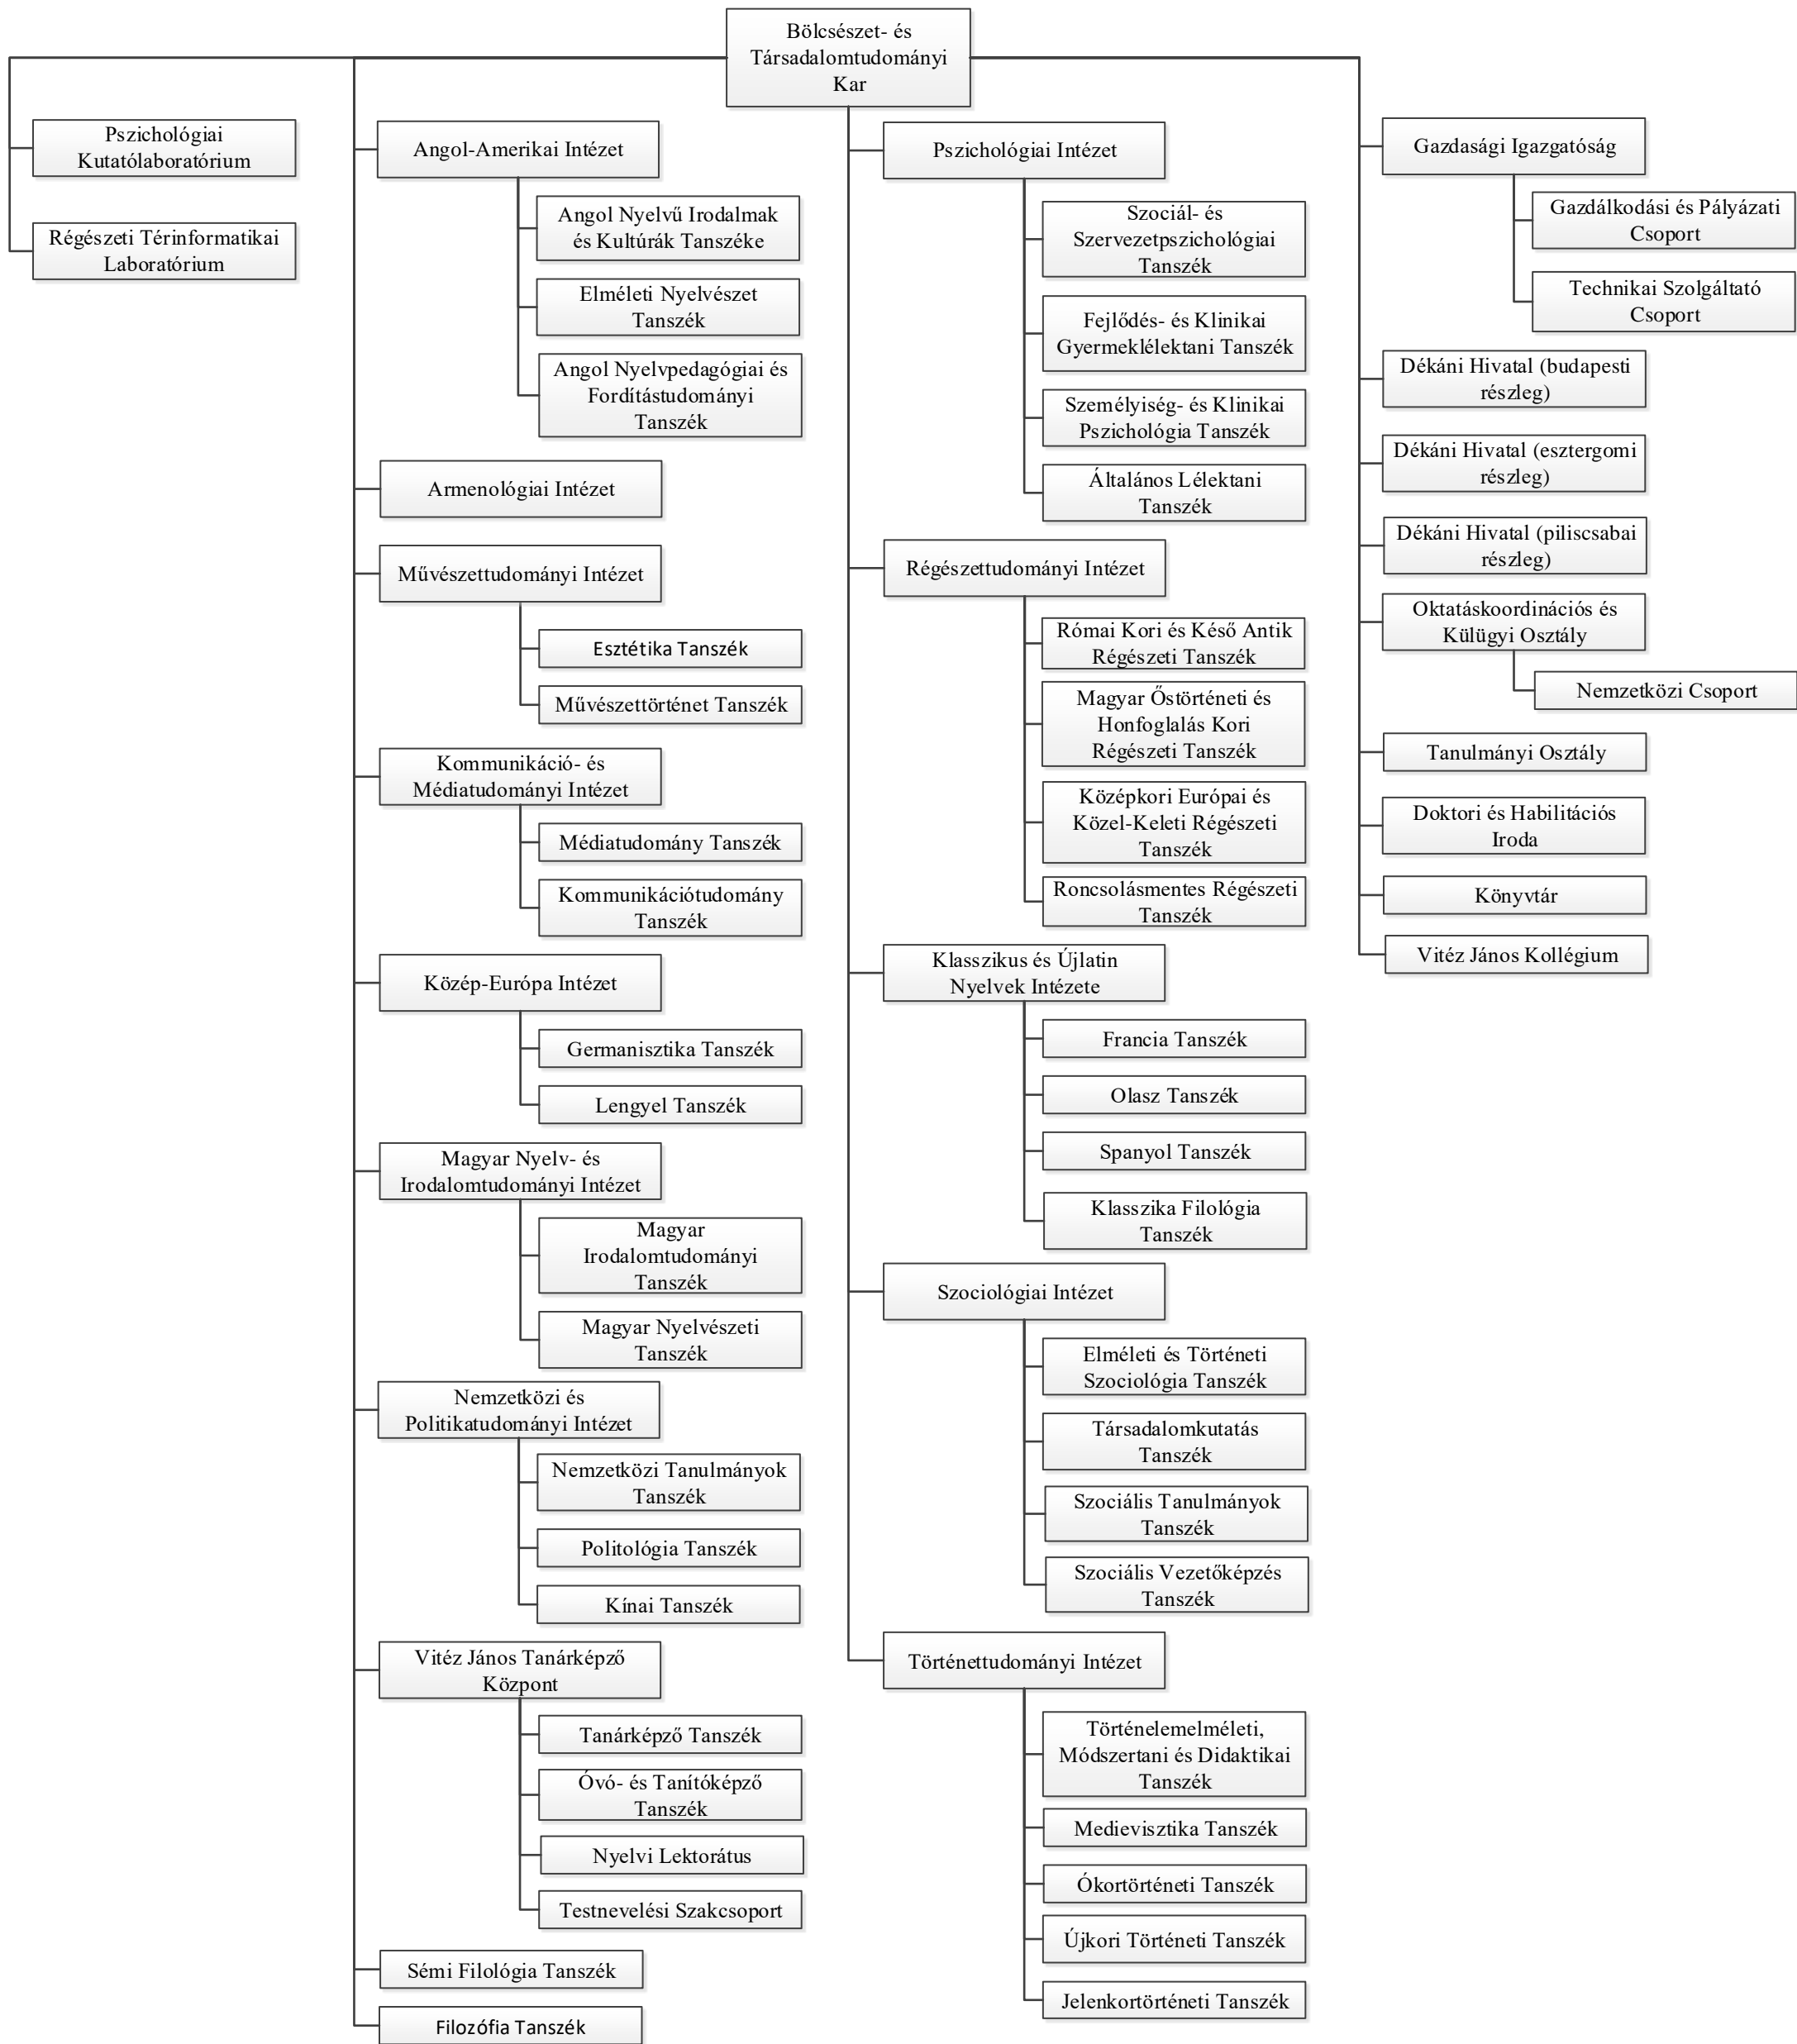 Bölcsészet- és
Társadalomtudományi
Kar
Pszichológiai
Kutatólaboratórium
Régészeti Térinformatikai
Laboratórium
Angol-Amerikai Intézet
Angol Nyelvű Irodalmak
és Kultúrák Tanszéke
Elméleti Nyelvészet
Tanszék
Angol Nyelvpedagógiai és
Fordítástudományi
Tanszék
Armenológiai Intézet
Művészettudományi Intézet
Esztétika Tanszék
Művészettörténet Tanszék
Kommunikáció- és
Médiatudományi Intézet
Médiatudomány Tanszék
Kommunikációtudomány
Tanszék
Közép-Európa Intézet
Germanisztika Tanszék
Lengyel Tanszék
Magyar Nyelv- és
Irodalomtudományi Intézet
Magyar
Irodalomtudományi
Tanszék
Magyar Nyelvészeti
Tanszék
Nemzetközi és
Politikatudományi Intézet
Nemzetközi Tanulmányok
Tanszék
Politológia Tanszék
Kínai Tanszék
Vitéz János Tanárképző
Központ
Tanárképző Tanszék
Óvó- és Tanítóképző
Tanszék
Nyelvi Lektorátus
Testnevelési Szakcsoport
Sémi Filológia Tanszék
Filozófia Tanszék
Pszichológiai Intézet
Szociál- és
Szervezetpszichológiai
Tanszék
Fejlődés- és Klinikai
Gyermeklélektani Tanszék
Személyiség- és Klinikai
Pszichológia Tanszék
Általános Lélektani
Tanszék
Régészettudományi Intézet
Római Kori és Késő Antik
Régészeti Tanszék
Magyar Őstörténeti és
Honfoglalás Kori
Régészeti Tanszék
Középkori Európai és
Közel-Keleti Régészeti
Tanszék
Roncsolásmentes Régészeti
Tanszék
Klasszikus és Újlatin
Nyelvek Intézete
Francia Tanszék
Olasz Tanszék
Spanyol Tanszék
Klasszika Filológia
Tanszék
Szociológiai Intézet
Elméleti és Történeti
Szociológia Tanszék
Társadalomkutatás
Tanszék
Szociális Tanulmányok
Tanszék
Szociális Vezetőképzés
Tanszék
Történettudományi Intézet
Történelemelméleti,
Módszertani és Didaktikai
Tanszék
Medievisztika Tanszék
Ókortörténeti Tanszék
Újkori Történeti Tanszék
Jelenkortörténeti Tanszék
Gazdasági Igazgatóság
Gazdálkodási és Pályázati
Csoport
Technikai Szolgáltató
Csoport
Dékáni Hivatal (budapesti
részleg)
Dékáni Hivatal (esztergomi
részleg)
Dékáni Hivatal (piliscsabai
részleg)
Oktatáskoordinációs és
Külügyi Osztály
Nemzetközi Csoport
Tanulmányi Osztály
Doktori és Habilitációs
Iroda
Könyvtár
Vitéz János Kollégium